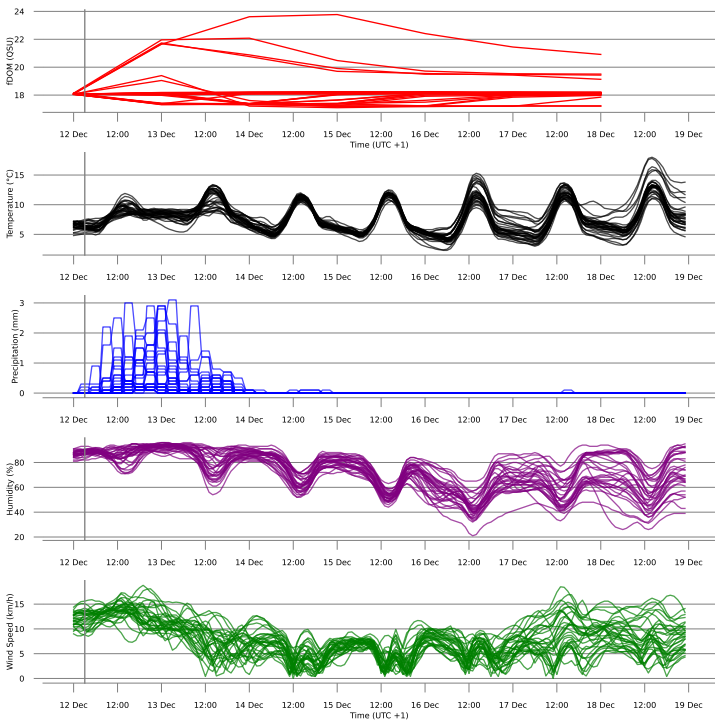 24
22
20
18
fDOM (QSU)
12 Dec 12:00 13 Dec 12:00 14 Dec 12:00 15 Dec 12:00 16 Dec 12:00 17 Dec 12:00 18 Dec 12:00 19 Dec
Time (UTC +1)
15
10
5
Temperature (°C)
12 Dec 12:00 13 Dec 12:00 14 Dec 12:00 15 Dec 12:00 16 Dec 12:00 17 Dec 12:00 18 Dec 12:00 19 Dec
3
2
1
0
Precipitation (mm)
12 Dec 12:00 13 Dec 12:00 14 Dec 12:00 15 Dec 12:00 16 Dec 12:00 17 Dec 12:00 18 Dec 12:00 19 Dec
80
60
40
20
Humidity (%)
12 Dec 12:00 13 Dec 12:00 14 Dec 12:00 15 Dec 12:00 16 Dec 12:00 17 Dec 12:00 18 Dec 12:00 19 Dec
15
10
5
0
Wind Speed (km/h)
12 Dec 12:00 13 Dec 12:00 14 Dec 12:00 15 Dec 12:00 16 Dec 12:00 17 Dec 12:00 18 Dec 12:00 19 Dec
Time (UTC +1)